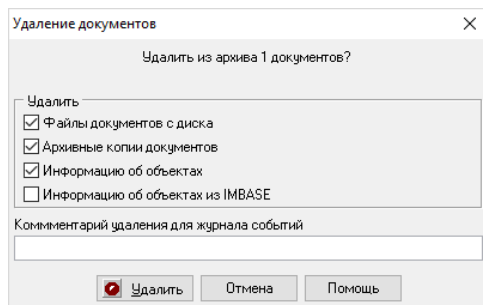 Удаление документов
Удалить из архива 1 документов?
Удалить
Файлы документов с диска
Архивные копии документов
Информацию об объектах
Информацию об объектах из IMBASE
Коммментарий удаления для журнала событий
Удалить Отмена Помощь